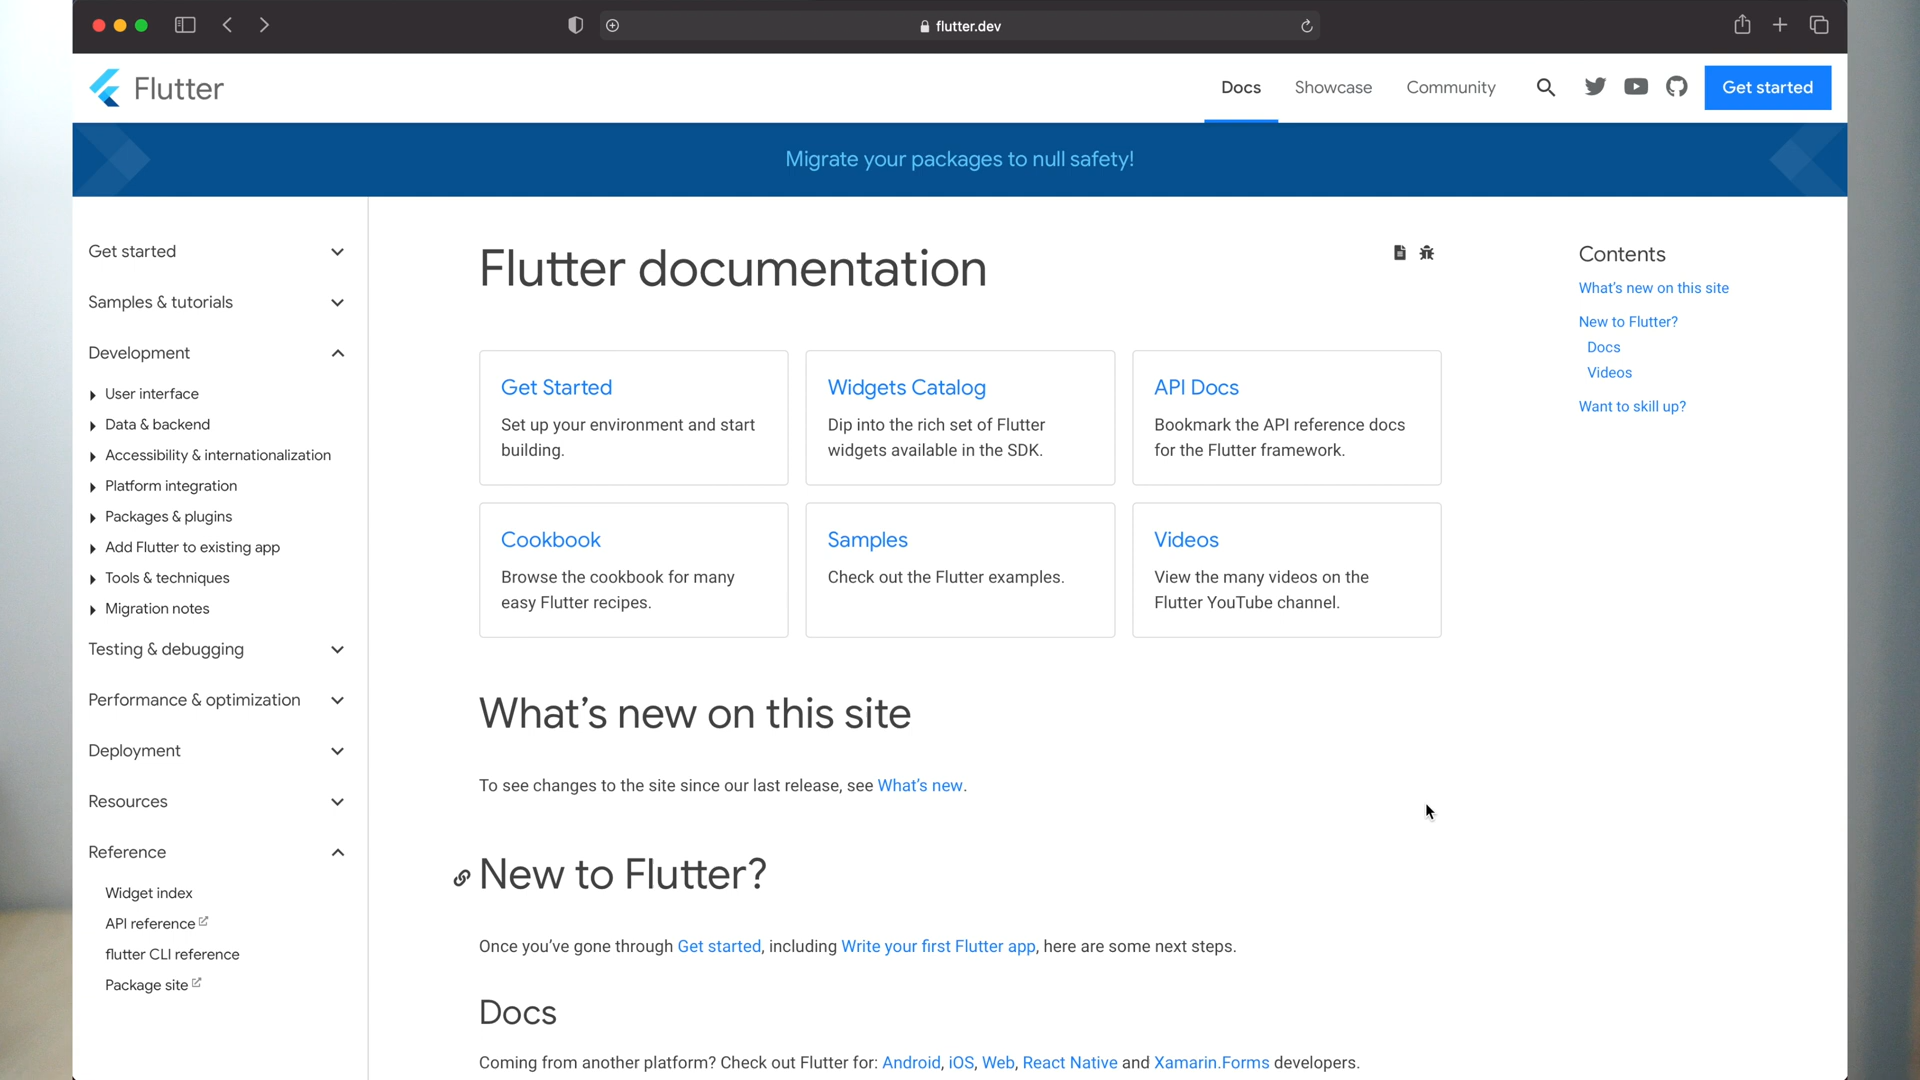 flutter.dev
Flutter
Docs
Showcase
Community
Get started
Migrate your packages to null safety!
Get started
Samples & tutorials
Development
User interface
Data & backend
Accessibility & internationalization
Platform integration
Packages & plugins
Add Flutter to existing app
Tools & techniques
Migration notes
Testing & debugging
Performance & optimization
Deployment
Resources
Reference
Widget index
API reference
flutter CLI reference
Package site
Flutter documentation
Get Started
Set up your environment and start
building.
Widgets Catalog
Dip into the rich set of Flutter
widgets available in the SDK.
API Docs
Bookmark the API reference docs
for the Flutter framework.
Cookbook
Browse the cookbook for many
easy Flutter recipes.
Samples
Check out the Flutter examples.
Videos
View the many videos on the
Flutter YouTube channel.
What's new on this site
To see changes to the site since our last release, see What's new.
New to Flutter?
Once you've gone through Get started, including Write your first Flutter app, here are some next steps.
Docs
Coming from another platform? Check out Flutter for: Android, iOS, Web, React Native and Xamarin.Forms developers.
Contents
What's new on this site
New to Flutter?
Docs
Videos
Want to skill up?